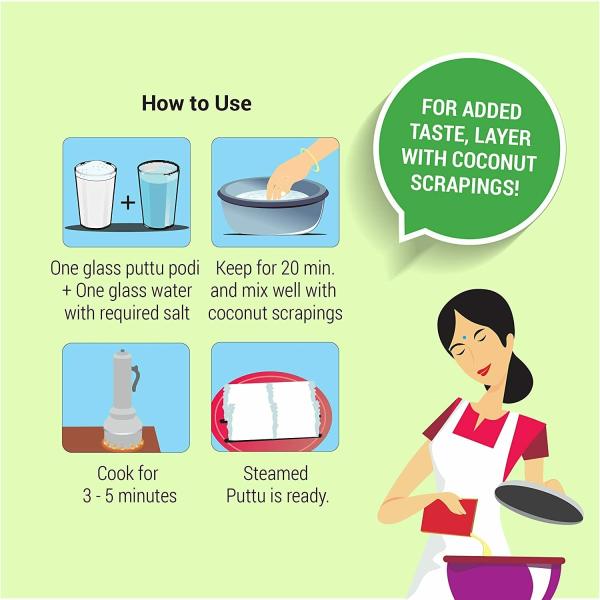 How to Use
FOR ADDED
TASTE, LAYER
WITH COCONUT
SCRAPINGS!
+
One glass puttu podi
+ One glass water
with required salt
Keep for 20 min.
and mix well with
coconut scrapings
Cook for
3 - 5 minutes
Steamed
Puttu is ready.